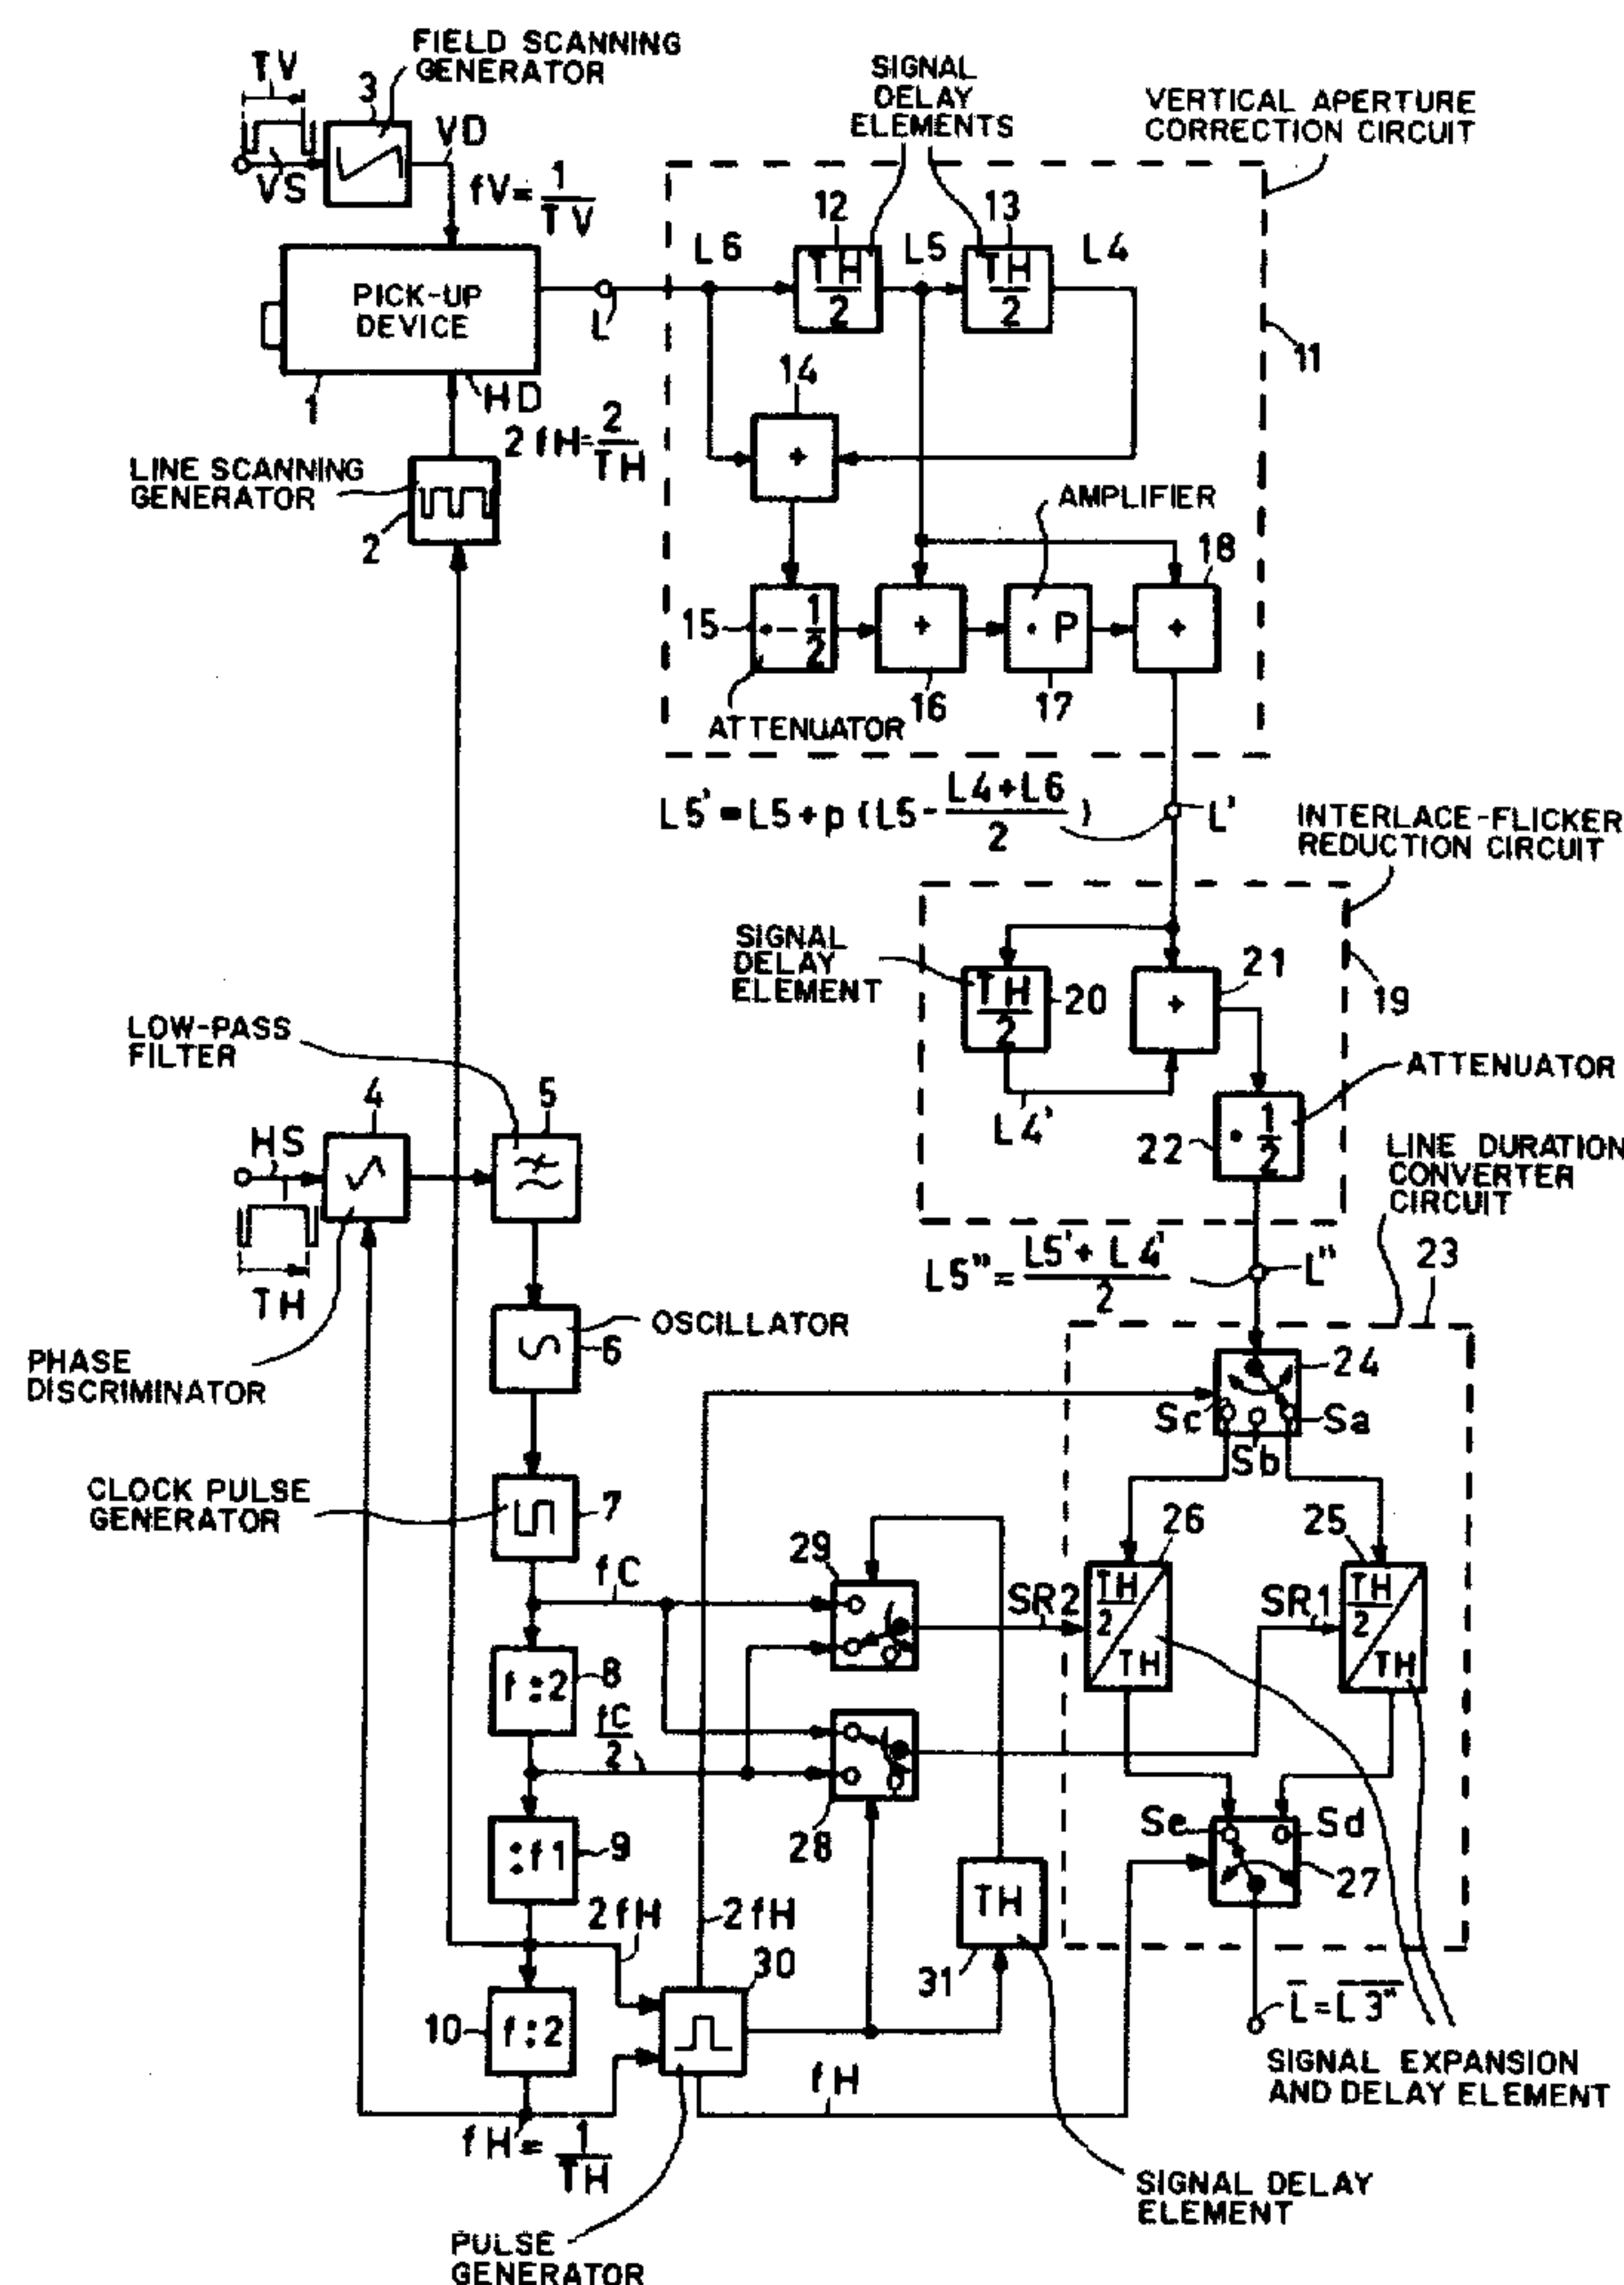 FIELD SCANNING
GENERATOR
TV
3
VD
VS
fV = 1/TV
SIGNAL
DELAY
ELEMENTS
VERTICAL APERTURE
CORRECTION CIRCUIT
PICK-UP
DEVICE
1
HD
L
2fH = 2/TH
LINE SCANNING
GENERATOR
2
L6
12
TH/2
L5
13
TH/2
L4
11
14
+
AMPLIFIER
18
15
• - 1/2
+
• P
+
16
17
ATTENUATOR
L5' = L5 + p (L5 - L4+L6/2)
L'
INTERLACE-FLICKER
REDUCTION CIRCUIT
SIGNAL
DELAY
ELEMENT
TH/2
20
+
21
19
L4'
ATTENUATOR
22
• 1/2
LOW-PASS
FILTER
4
5
HS
TH
PHASE
DISCRIMINATOR
OSCILLATOR
6
CLOCK PULSE
GENERATOR
7
L5" = L5' + L4'/2
L"
LINE DURATION
CONVERTER
CIRCUIT
23
24
Sc
Sa
Sb
26
25
TH/2
TH
TH/2
TH
SR2
SR1
fC
29
f:2
8
fC/2
28
:f1
9
Se
Sd
27
2fH
2fH
TH
31
30
10
f:2
fH
fH = 1/TH
L̅ = L̅3̅"̅
SIGNAL EXPANSION
AND DELAY ELEMENT
SIGNAL DELAY
ELEMENT
PULSE
GENERATOR